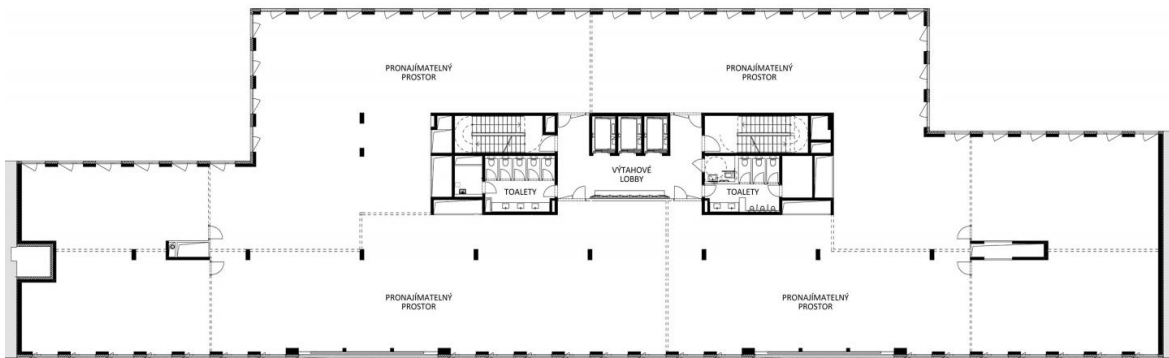 PRONAJÍMATELNÝ
PROSTOR
PRONAJÍMATELNÝ
PROSTOR
VÝTAHOVÉ
LOBBY
TOALETY
TOALETY
PRONAJÍMATELNÝ
PROSTOR
PRONAJÍMATELNÝ
PROSTOR